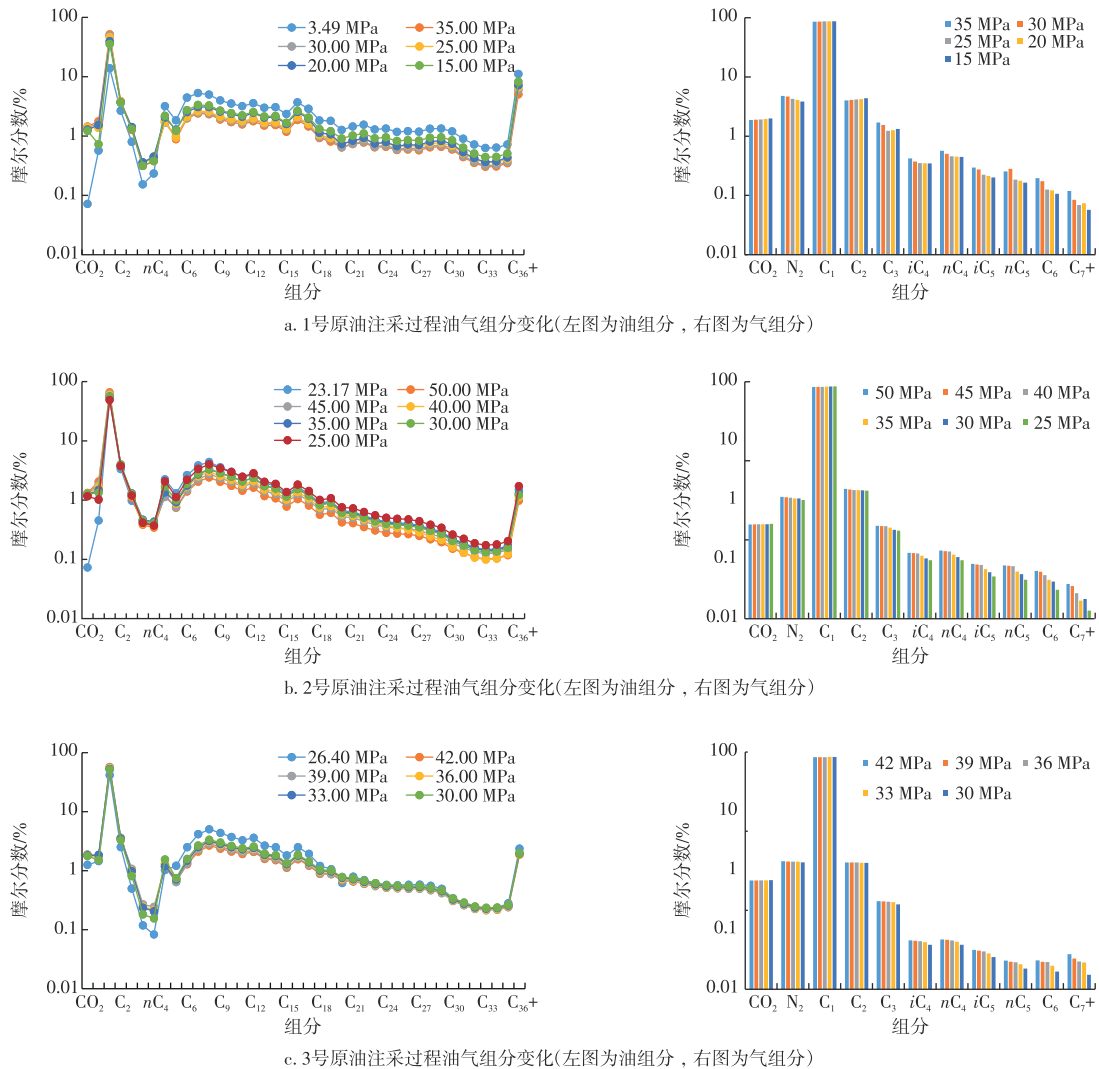 100
10
1
0.1
0.01
摩尔分数/%
3.49 MPa 35.00 MPa
30.00 MPa 25.00 MPa
20.00 MPa 15.00 MPa
CO₂ C₂ nC₄ C₆ C₉ C₁₂ C₁₅ C₁₈ C₂₁ C₂₄ C₂₇ C₃₀ C₃₃ C₃₆+
组分
100
10
1
0.1
0.01
摩尔分数/%
35 MPa 30 MPa
25 MPa 20 MPa
15 MPa
CO₂ N₂ C₁ C₂ C₃ iC₄ nC₄ iC₅ nC₅ C₆ C₇+
组分
a. 1号原油注采过程油气组分变化(左图为油组分，右图为气组分)
100
10
1
0.1
0.01
摩尔分数/%
23.17 MPa 50.00 MPa
45.00 MPa 40.00 MPa
35.00 MPa 30.00 MPa
25.00 MPa
CO₂ C₂ nC₄ C₆ C₉ C₁₂ C₁₅ C₁₈ C₂₁ C₂₄ C₂₇ C₃₀ C₃₃ C₃₆+
组分
100
10
1
0.1
0.01
摩尔分数/%
50 MPa 45 MPa 40 MPa
35 MPa 30 MPa 25 MPa
CO₂ N₂ C₁ C₂ C₃ iC₄ nC₄ iC₅ nC₅ C₆ C₇+
组分
b. 2号原油注采过程油气组分变化(左图为油组分，右图为气组分)
100
10
1
0.1
0.01
摩尔分数/%
26.40 MPa 42.00 MPa
39.00 MPa 36.00 MPa
33.00 MPa 30.00 MPa
CO₂ C₂ nC₄ C₆ C₉ C₁₂ C₁₅ C₁₈ C₂₁ C₂₄ C₂₇ C₃₀ C₃₃ C₃₆+
组分
100
10
1
0.1
0.01
摩尔分数/%
42 MPa 39 MPa 36 MPa
33 MPa 30 MPa
CO₂ N₂ C₁ C₂ C₃ iC₄ nC₄ iC₅ nC₅ C₆ C₇+
组分
c. 3号原油注采过程油气组分变化(左图为油组分，右图为气组分)